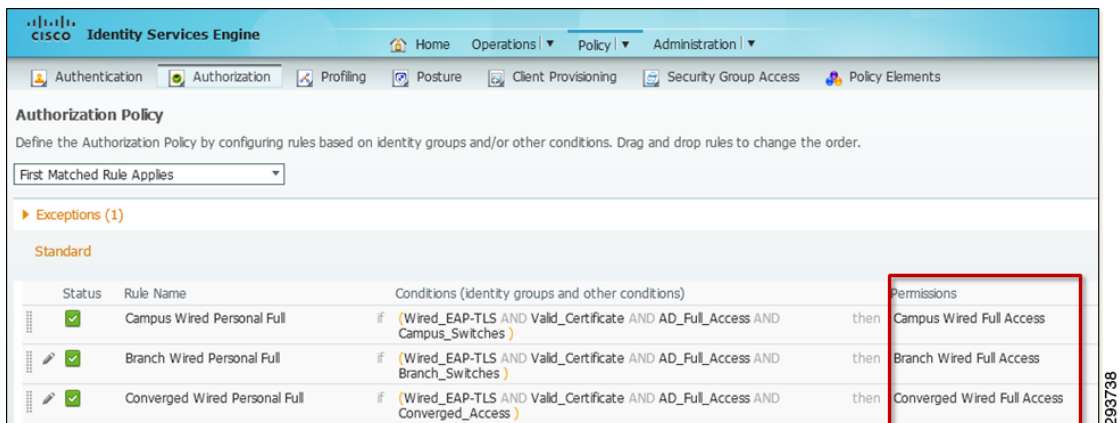 CISCO Identity Services Engine
Home Operations Policy Administration
Authentication Authorization Profiling Posture Client Provisioning Security Group Access Policy Elements
Authorization Policy
Define the Authorization Policy by configuring rules based on identity groups and/or other conditions. Drag and drop rules to change the order.
First Matched Rule Applies
Exceptions (1)
Standard
Status Rule Name Conditions (identity groups and other conditions) Permissions
Campus Wired Personal Full if (Wired_EAP-TLS AND Valid_Certificate AND AD_Full_Access AND then Campus Wired Full Access
Campus_Switches )
Branch Wired Personal Full if (Wired_EAP-TLS AND Valid_Certificate AND AD_Full_Access AND then Branch Wired Full Access
Branch_Switches )
Converged Wired Personal Full if (Wired_EAP-TLS AND Valid_Certificate AND AD_Full_Access AND then Converged Wired Full Access
Converged_Access )
293738